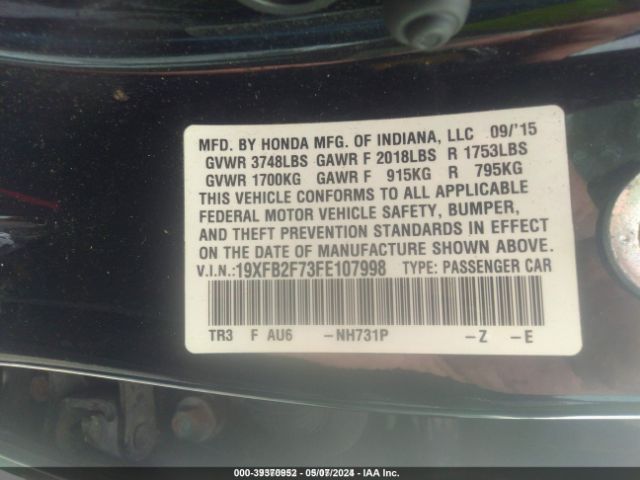 MFD. BY HONDA MFG. OF INDIANA, LLC 09/'15
GVWR 3748LBS GAWR F 2018LBS R 1753LBS
GVWR 1700KG GAWR F 915KG R 795KG
THIS VEHICLE CONFORMS TO ALL APPLICABLE
FEDERAL MOTOR VEHICLE SAFETY, BUMPER,
AND THEFT PREVENTION STANDARDS IN EFFECT
ON THE DATE OF MANUFACTURE SHOWN ABOVE.
V.I.N.:19XFB2F73FE107998 TYPE: PASSENGER CAR
TR3 F AU6 -NH731P -Z -E
000-39370952 - 05/07/2024 - IAA Inc.